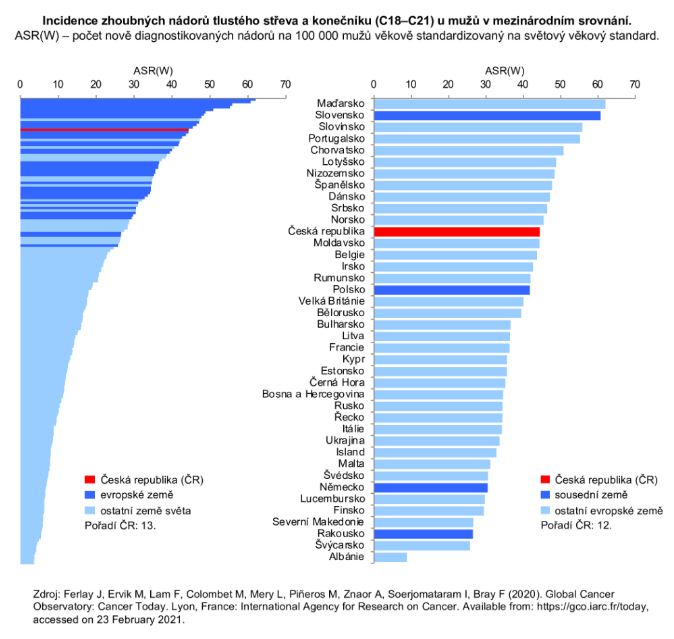 Incidence zhoubných nádorů tlustého střeva a konečníku (C18–C21) u mužů v mezinárodním srovnání.
ASR(W) – počet nově diagnostikovaných nádorů na 100 000 mužů věkově standardizovaný na světový věkový standard.
ASR(W)
0 10 20 30 40 50 60 70
Česká republika (ČR)
evropské země
ostatní země světa
Pořadí ČR: 13.
ASR(W)
0 10 20 30 40 50 60 70
Maďarsko
Slovensko
Slovinsko
Portugalsko
Chorvatsko
Lotyšsko
Nizozemsko
Španělsko
Dánsko
Srbsko
Norsko
Česká republika
Moldavsko
Belgie
Irsko
Rumunsko
Polsko
Velká Británie
Bělorusko
Bulharsko
Litva
Francie
Kypr
Estonsko
Černá Hora
Bosna a Hercegovina
Rusko
Řecko
Itálie
Ukrajina
Island
Malta
Švédsko
Německo
Lucembursko
Finsko
Severní Makedonie
Rakousko
Švýcarsko
Albánie
Česká republika (ČR)
sousední země
ostatní evropské země
Pořadí ČR: 12.
Zdroj: Ferlay J, Ervik M, Lam F, Colombet M, Mery L, Piñeros M, Znaor A, Soerjomataram I, Bray F (2020). Global Cancer
Observatory: Cancer Today. Lyon, France: International Agency for Research on Cancer. Available from: https://gco.iarc.fr/today,
accessed on 23 February 2021.